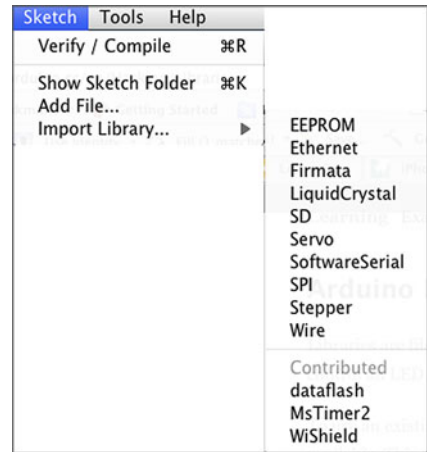 Sketch Tools Help
Verify / Compile ⌘R
Show Sketch Folder ⌘K
Add File...
Import Library... ▶
EEPROM
Ethernet
Firmata
LiquidCrystal
SD
Servo
SoftwareSerial
SPI
Stepper
Wire
Contributed
dataflash
MsTimer2
WiShield